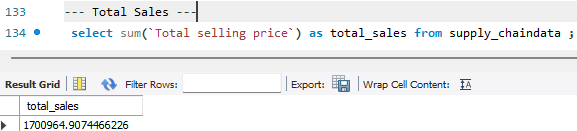 133 --- Total Sales ---
134 select sum(`Total selling price`) as total_sales from supply_chaindata ;
Result Grid Filter Rows: Export: Wrap Cell Content:
total_sales
1700964.9074466226